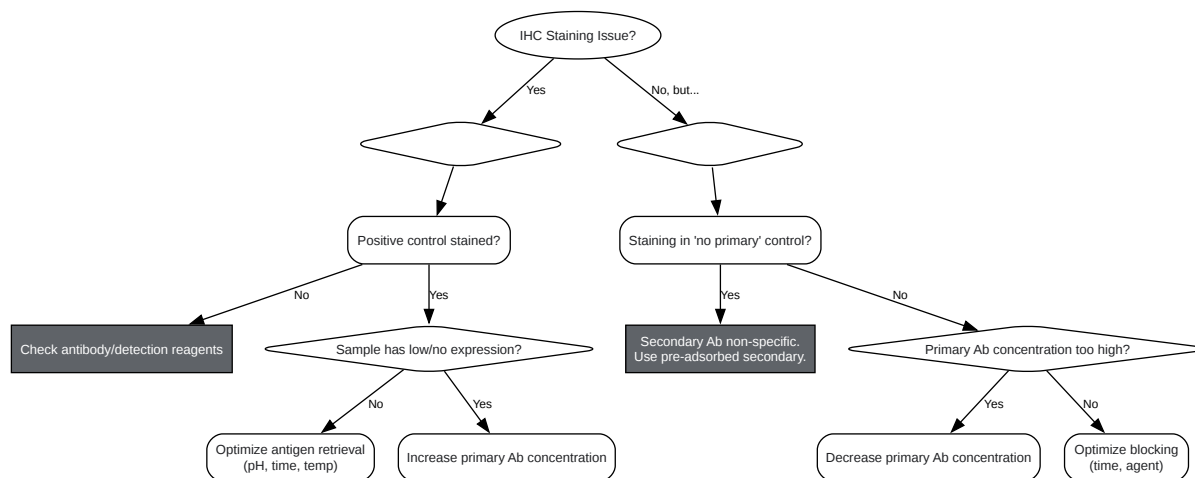 IHC Staining Issue?
Yes
No, but...
Positive control stained?
Staining in 'no primary' control?
No
Yes
Yes
No
Check antibody/detection reagents
Sample has low/no expression?
Secondary Ab non-specific.
Use pre-adsorbed secondary.
Primary Ab concentration too high?
No
Yes
Yes
No
Optimize antigen retrieval
(pH, time, temp)
Increase primary Ab concentration
Decrease primary Ab concentration
Optimize blocking
(time, agent)